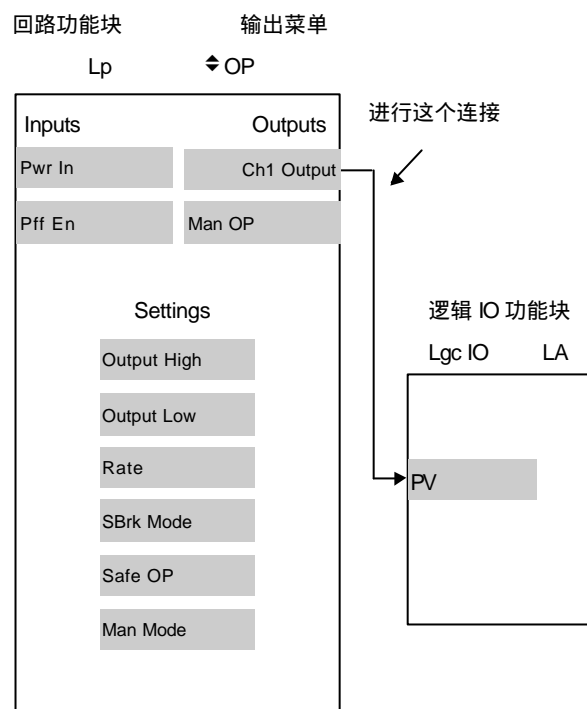 回路功能块 输出菜单
Lp OP
Inputs Outputs
进行这个连接
Pwr In Ch1 Output
Pff En Man OP
Settings
逻辑 IO 功能块
Output High
Lgc IO LA
Output Low
Rate
PV
SBrk Mode
Safe OP
Man Mode